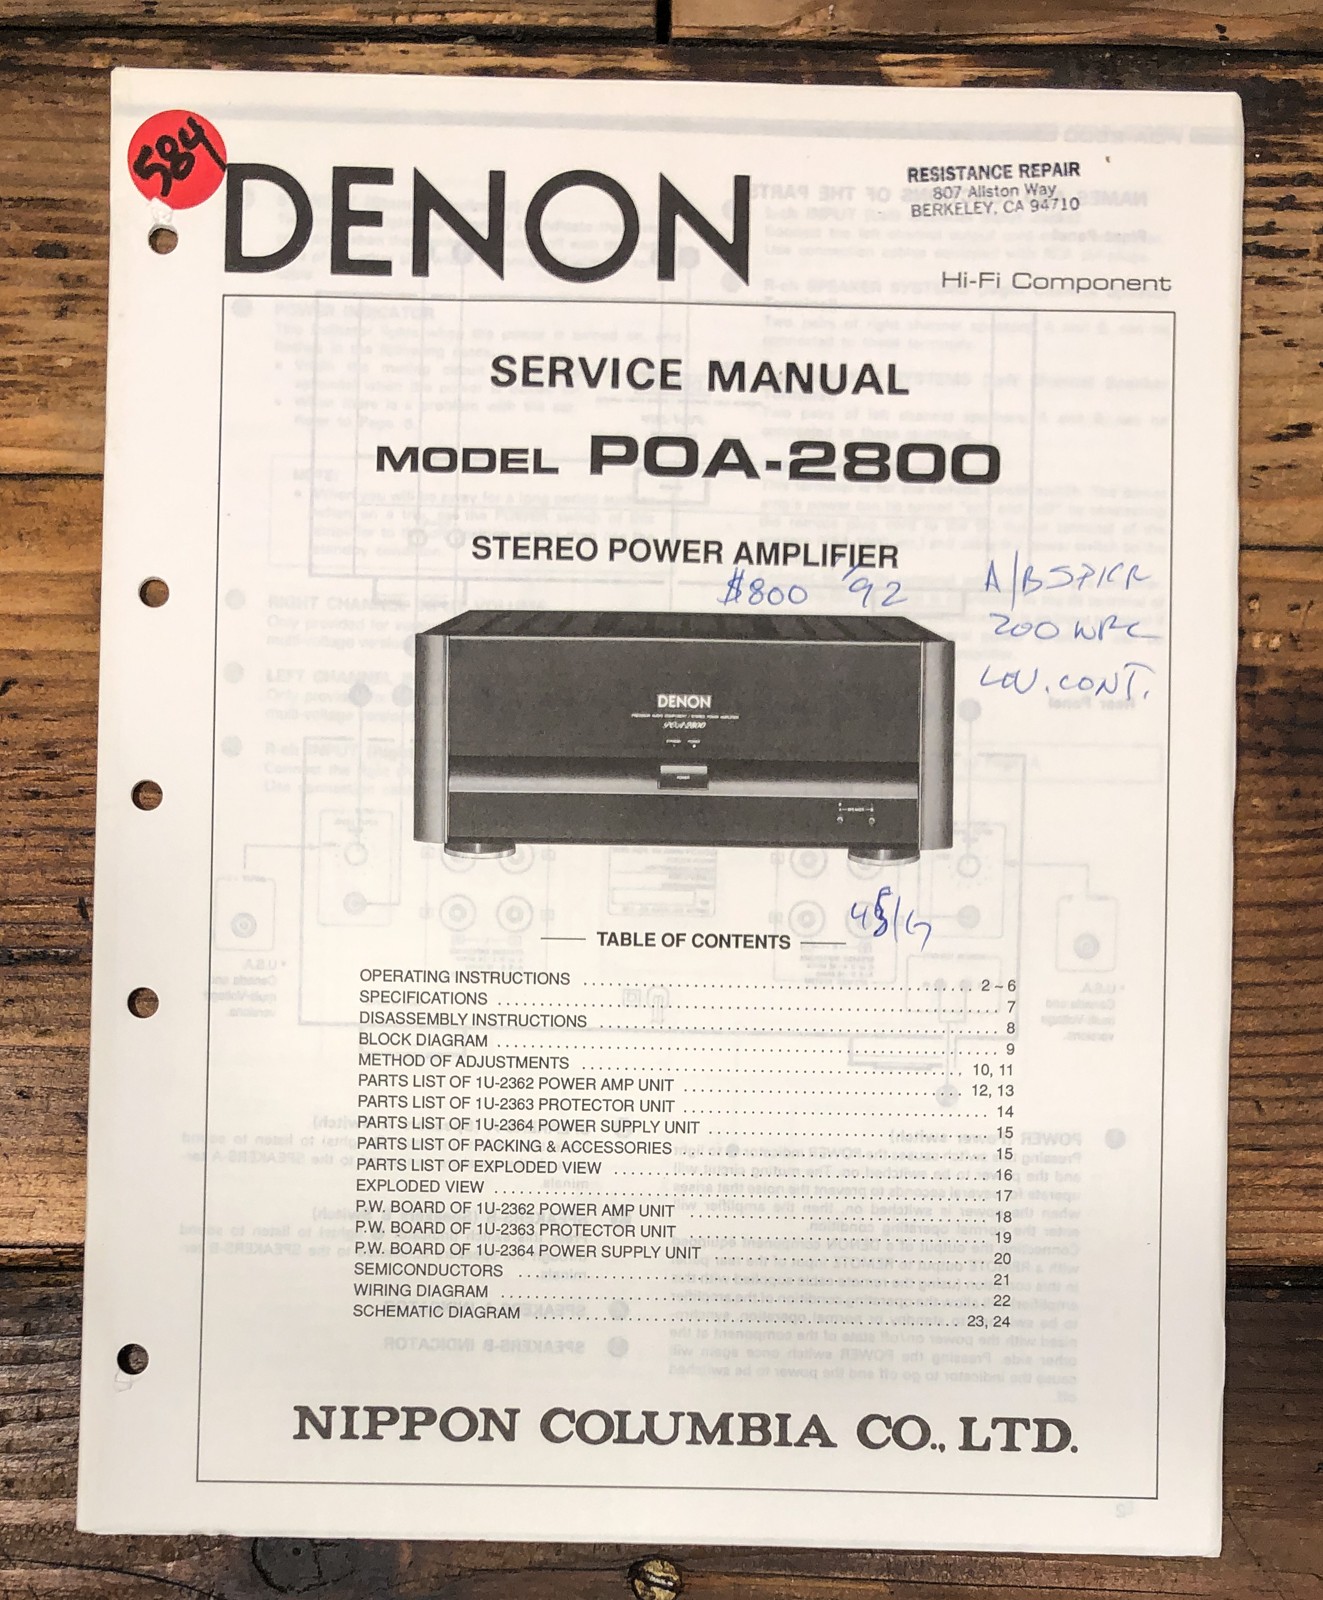 584
DENON
RESISTANCE REPAIR
807 Allston Way
BERKELEY, CA 94710
Hi-Fi Component
SERVICE MANUAL
MODEL POA-2800
STEREO POWER AMPLIFIER
$800 '92
A/B SPKR
200 WPC
CONT.
DENON
POA-2800
POWER
TABLE OF CONTENTS
OPERATING INSTRUCTIONS 2~6
SPECIFICATIONS 7
DISASSEMBLY INSTRUCTIONS 8
BLOCK DIAGRAM 9
METHOD OF ADJUSTMENTS 10, 11
PARTS LIST OF 1U-2362 POWER AMP UNIT 12, 13
PARTS LIST OF 1U-2363 PROTECTOR UNIT 14
PARTS LIST OF 1U-2364 POWER SUPPLY UNIT 15
PARTS LIST OF PACKING & ACCESSORIES 15
PARTS LIST OF EXPLODED VIEW 16
EXPLODED VIEW 17
P.W. BOARD OF 1U-2362 POWER AMP UNIT 18
P.W. BOARD OF 1U-2363 PROTECTOR UNIT 19
P.W. BOARD OF 1U-2364 POWER SUPPLY UNIT 20
SEMICONDUCTORS 21
WIRING DIAGRAM 22
SCHEMATIC DIAGRAM 23, 24
NIPPON COLUMBIA CO., LTD.